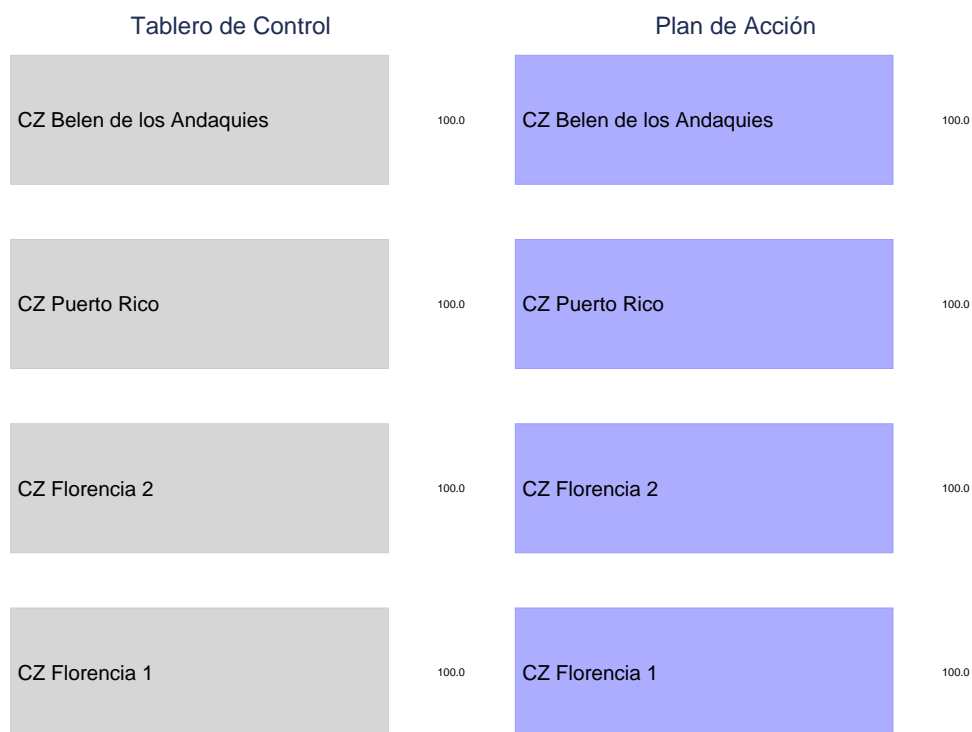 Tablero de Control
Plan de Acción
CZ Belen de los Andaquies 100.0 CZ Belen de los Andaquies 100.0
CZ Puerto Rico 100.0 CZ Puerto Rico 100.0
CZ Florencia 2 100.0 CZ Florencia 2 100.0
CZ Florencia 1 100.0 CZ Florencia 1 100.0